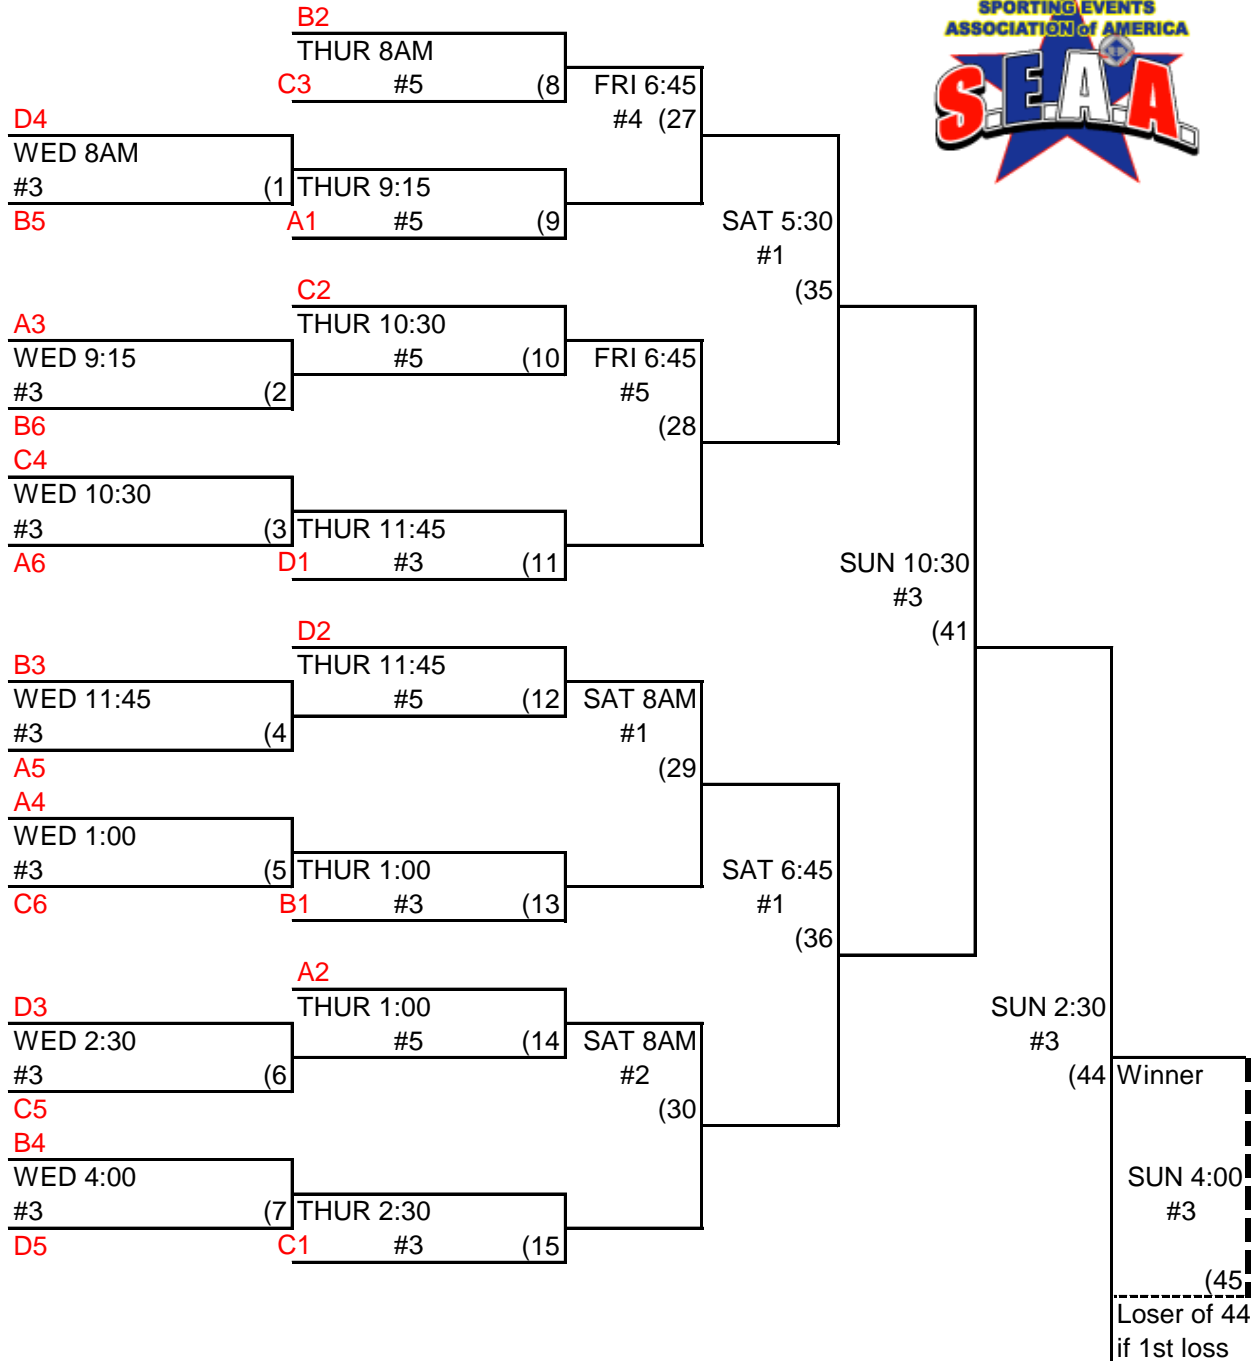 SPORTING EVENTS
ASSOCIATION of AMERICA
S.E.A.A.
B2
THUR 8AM
C3 #5 (8
FRI 6:45
#4 (27
D4
WED 8AM
#3 (1
B5
THUR 9:15
A1 #5 (9
SAT 5:30
#1
(35
C2
THUR 10:30
#5 (10
A3
WED 9:15
#3 (2
B6
FRI 6:45
#5
(28
C4
WED 10:30
#3 (3
A6
THUR 11:45
D1 #3 (11
SUN 10:30
#3
(41
D2
THUR 11:45
#5 (12
B3
WED 11:45
#3 (4
A5
SAT 8AM
#1
(29
A4
WED 1:00
#3 (5
C6
THUR 1:00
B1 #3 (13
SAT 6:45
#1
(36
A2
THUR 1:00
#5 (14
D3
WED 2:30
#3 (6
C5
SAT 8AM
#2
(30
SUN 2:30
#3
(44
Winner
B4
WED 4:00
#3 (7
D5
THUR 2:30
C1 #3 (15
SUN 4:00
#3
(45
Loser of 44
if 1st loss